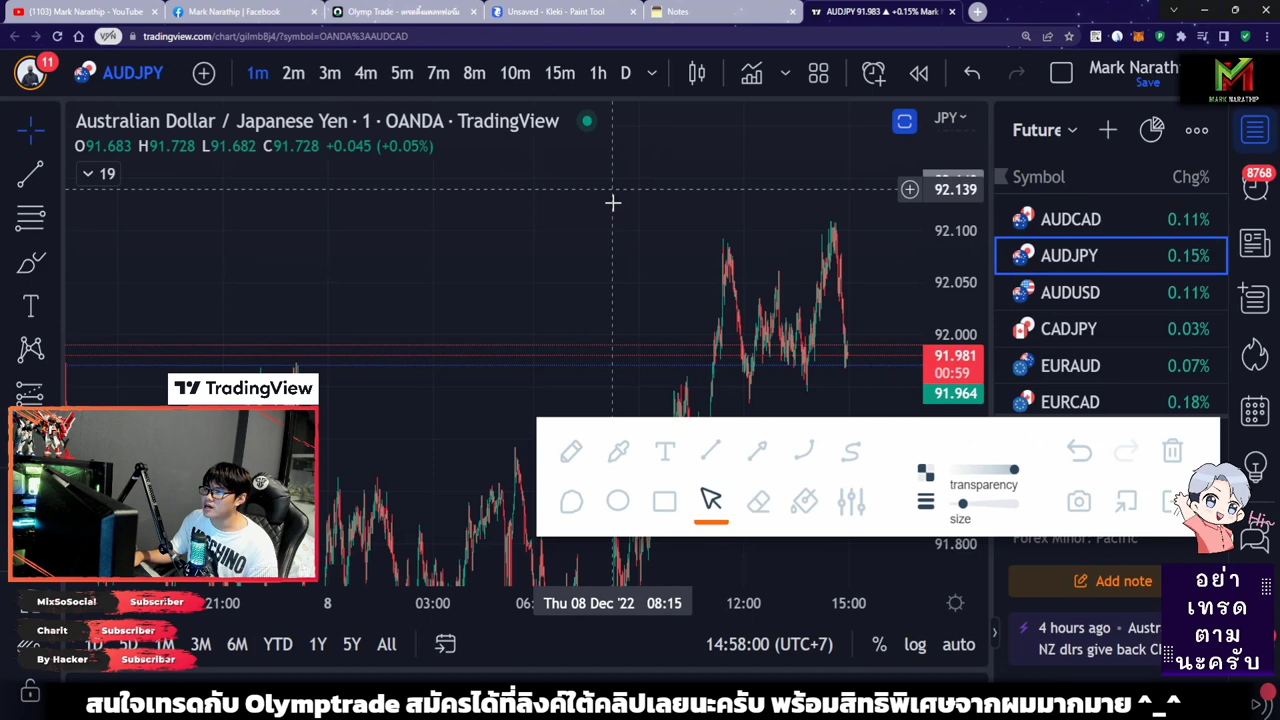 (1103) Mark Narathip - YouTube
Mark Narathip | Facebook
Unsaved - Kleki - Paint Tool
Notes
AUDJPY 91.983 ▲ +0.15% Mark
VPN
tradingview.com/chart/gilmbBj4/?symbol=OANDA%3AAUDCAD
11
AUDJPY
1m 2m 3m 4m 5m 7m 8m 10m 15m 1h D
Mark Narath
Save
MARK NARATHIP
Australian Dollar / Japanese Yen · 1 · OANDA · TradingView
JPY
O91.683 H91.728 L91.682 C91.728 +0.045 (+0.05%)
19
92.139
92.100
92.050
92.000
91.981
00:59
91.964
91.800
Future
Symbol Chg%
AUDCAD 0.11%
AUDJPY 0.15%
AUDUSD 0.11%
CADJPY 0.03%
EURAUD 0.07%
EURCAD 0.18%
8768
TradingView
T
transparency
size
Hi~
Forex Minor: Pacific
Add note
4 hours ago • Austr
NZ dlrs give back C
อย่า
เทรด
ตาม
นะครับ
MixSoSocial Subscriber
Charit Subscriber
By Hacker Subscriber
21:00 8 03:00 06: Thu 08 Dec '22 08:15 12:00 15:00
1D 5D 1M 3M 6M YTD 1Y 5Y All
14:58:00 (UTC+7) % log auto
สนใจเทรดกับ Olymptrade สมัครได้ที่ลิงค์ใต้คลิปเลยนะครับ พร้อมสิทธิพิเศษจากผมมากมาย ^_^